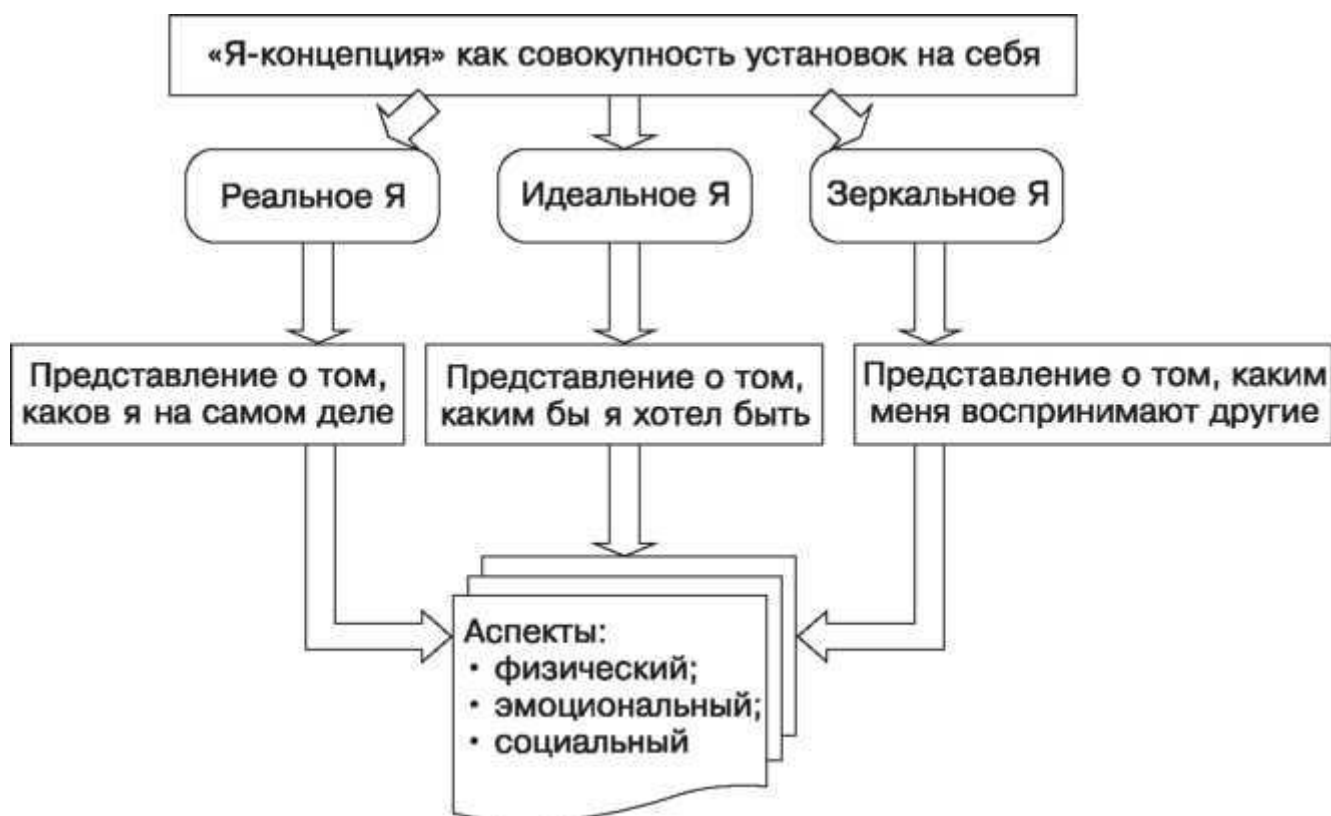 «Я-концепция» как совокупность установок на себя
Реальное Я
Идеальное Я
Зеркальное Я
Представление о том,
каков я на самом деле
Представление о том,
каким бы я хотел быть
Представление о том, каким
меня воспринимают другие
Аспекты:
• физический;
• эмоциональный;
• социальный